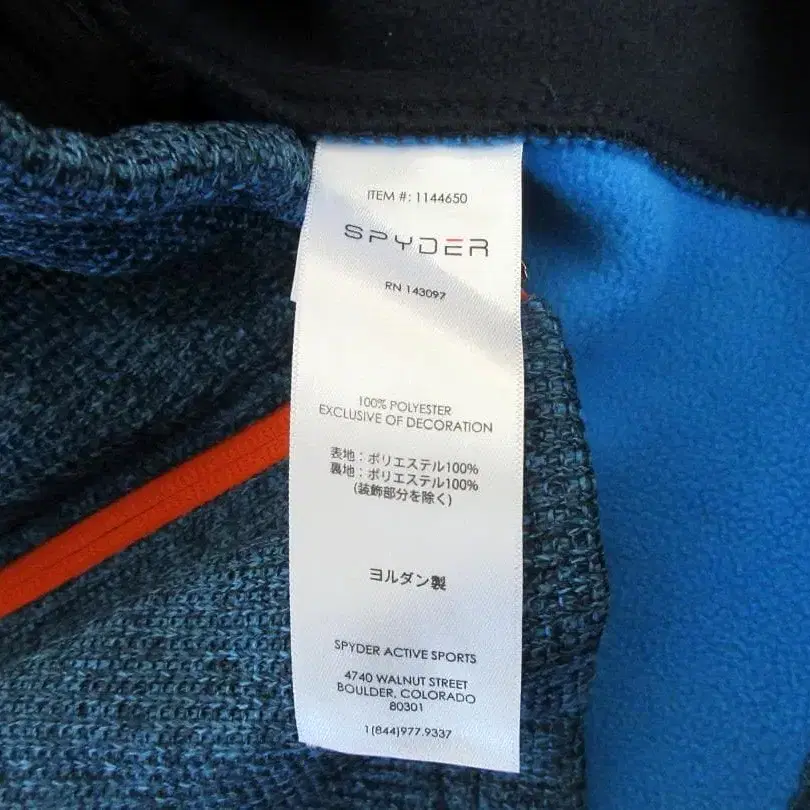 ITEM #: 1144650
SPYDER
RN 143097
100% POLYESTER
EXCLUSIVE OF DECORATION
表地：ポリエステル100%
裏地：ポリエステル100%
(装飾部分を除く)
ヨルダン製
SPYDER ACTIVE SPORTS
4740 WALNUT STREET
BOULDER, COLORADO
80301
1(844)977.9337